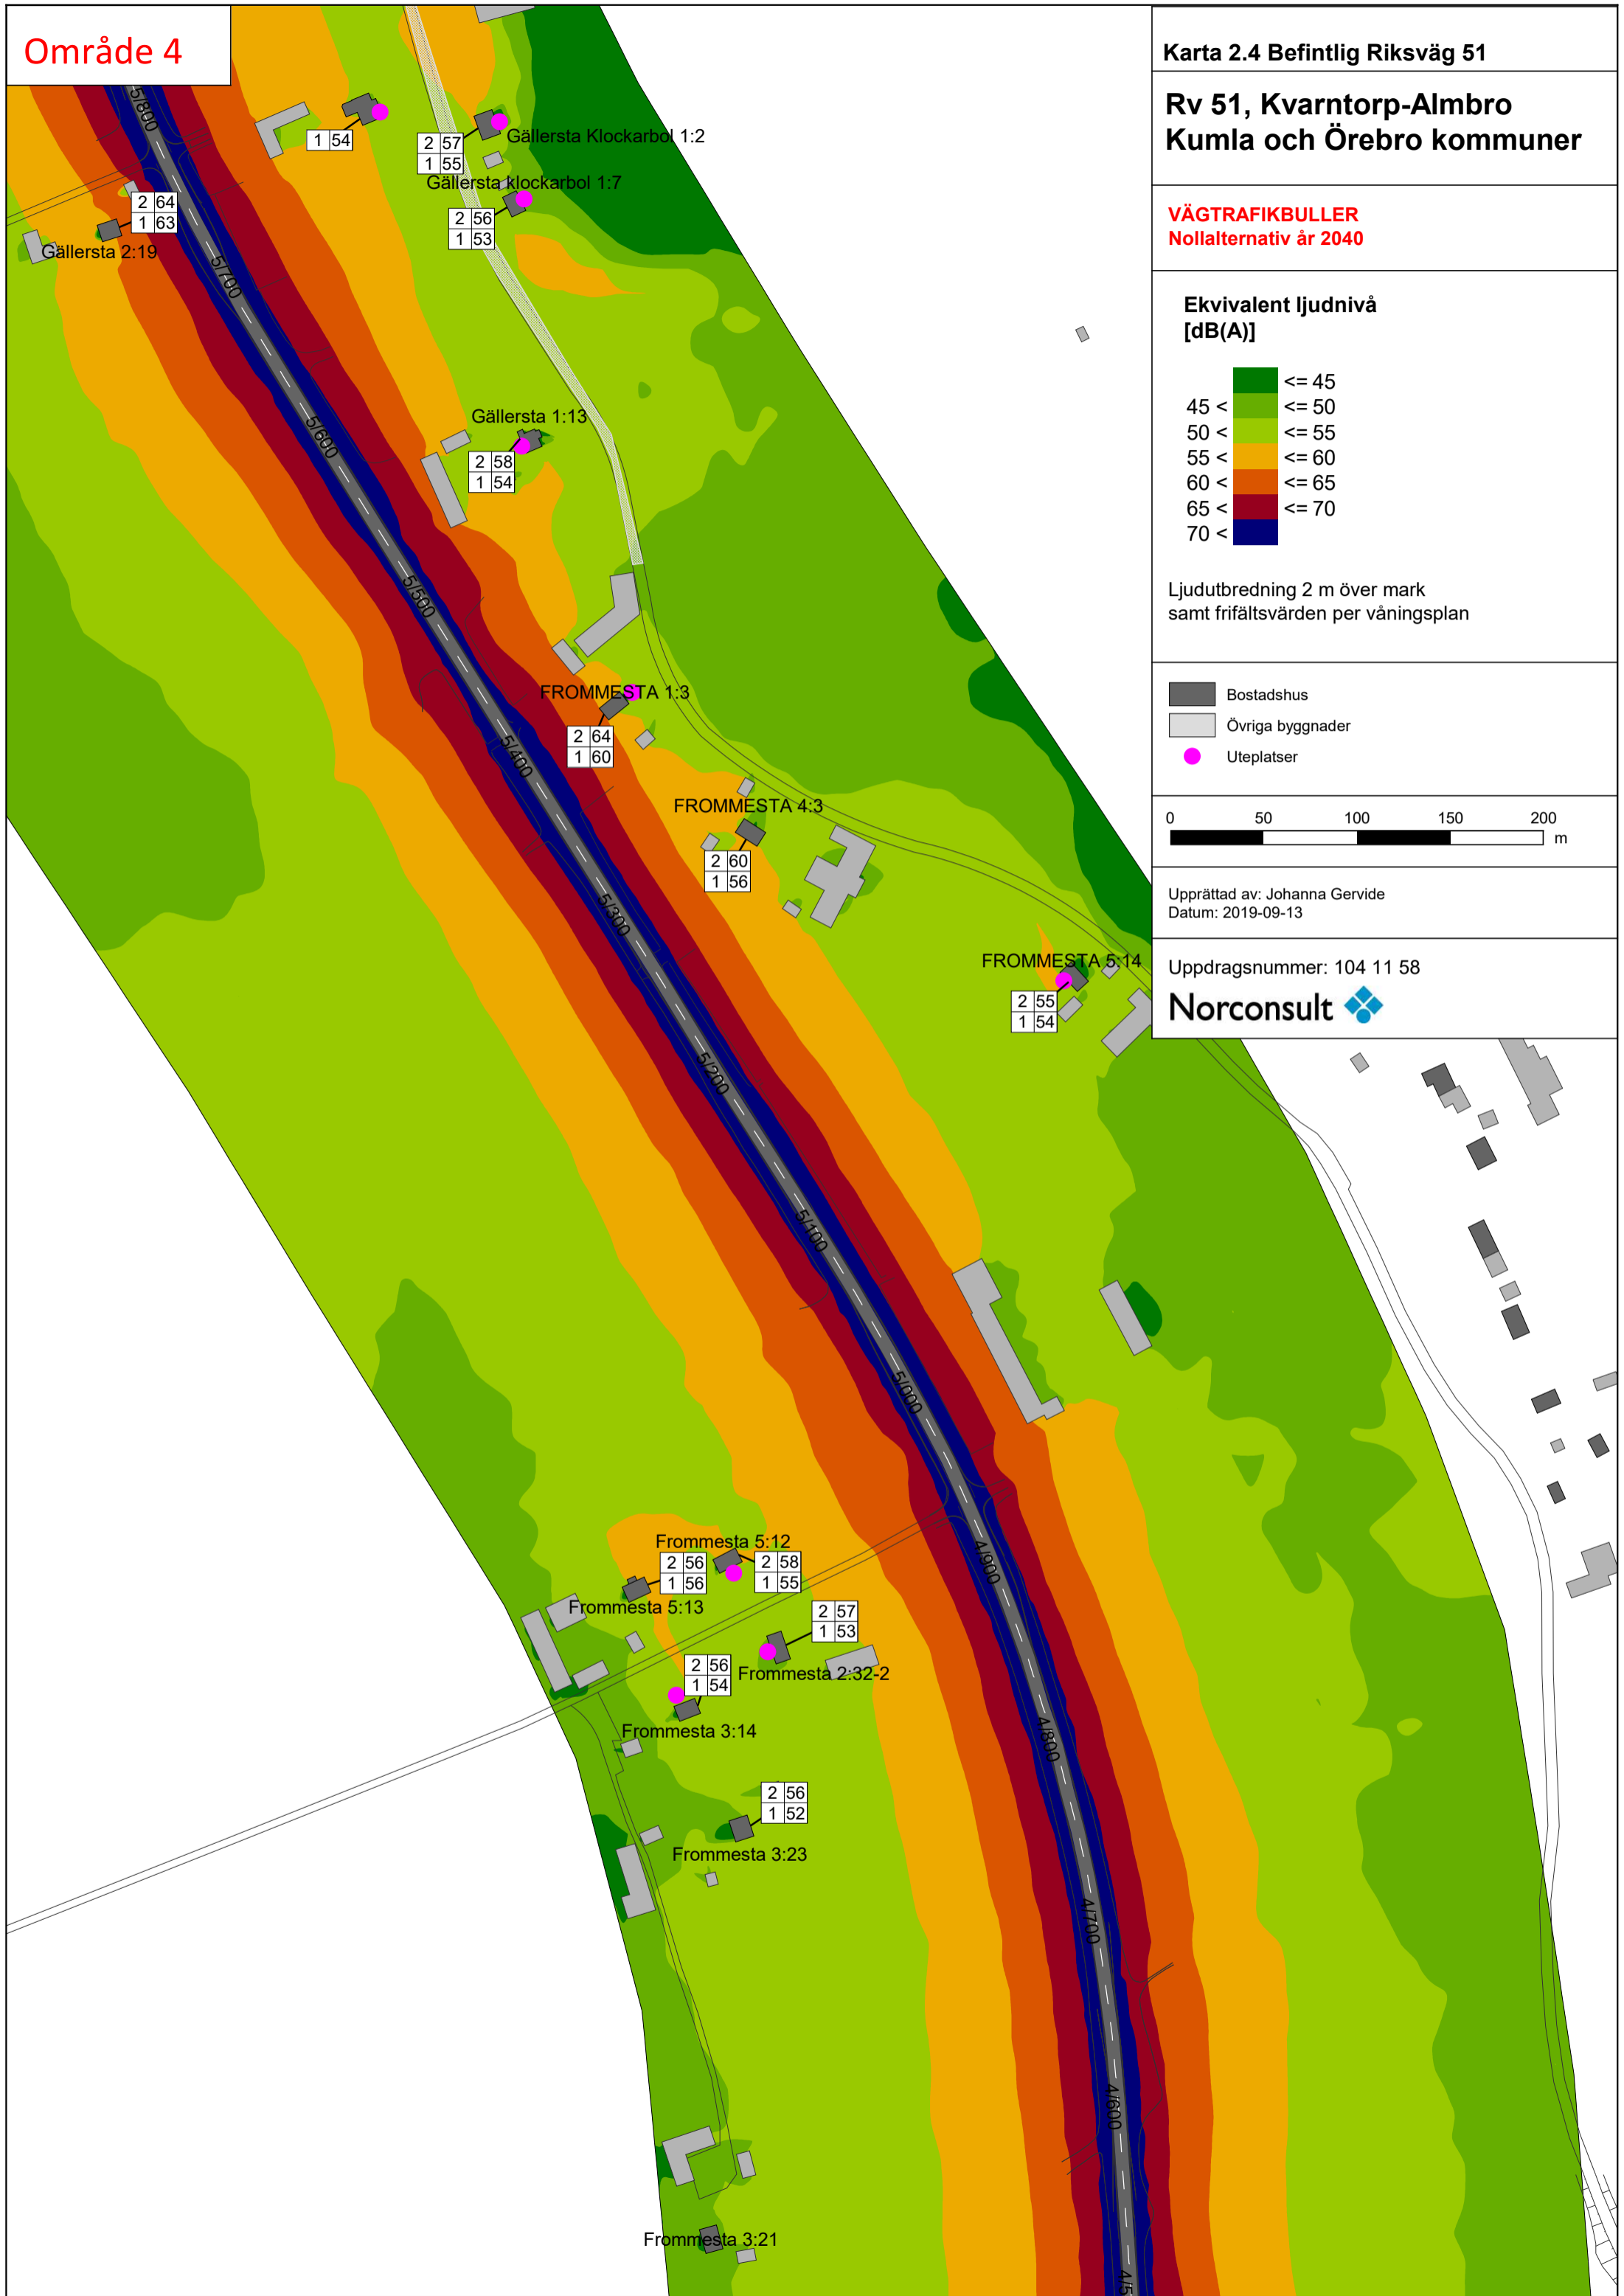 Område 4
Karta 2.4 Befintlig Riksväg 51
Rv 51, Kvarntorp-Almbro
Kumla och Örebro kommuner
VÄGTRAFIKBULLER
Nollalternativ år 2040
Ekvivalent ljudnivå
[dB(A)]
<= 45
45 < <= 50
50 < <= 55
55 < <= 60
60 < <= 65
65 < <= 70
70 <
Ljudutbredning 2 m över mark
samt frifältsvärden per våningsplan
Bostadshus
Övriga byggnader
Uteplatser
0 50 100 150 200
m
Upprättad av: Johanna Gervide
Datum: 2019-09-13
Uppdragsnummer: 104 11 58
Norconsult
5/800
1 54
2 57
1 55
Gällersta Klockarbol 1:2
Gällersta klockarbol 1:7
2 56
1 53
2 64
1 63
Gällersta 2:19
5/700
Gällersta 1:13
2 58
1 54
5/600
5/500
FROMMESTA 1:3
2 64
1 60
5/400
FROMMESTA 4:3
2 60
1 56
5/300
FROMMESTA 5:14
2 55
1 54
5/200
5/100
5/000
4/900
Frommesta 5:12
2 56
1 56
2 58
1 55
Frommesta 5:13
2 57
1 53
Frommesta 2:32-2
2 56
1 54
Frommesta 3:14
4/800
2 56
1 52
Frommesta 3:23
4/700
4/600
Frommesta 3:21
4/5